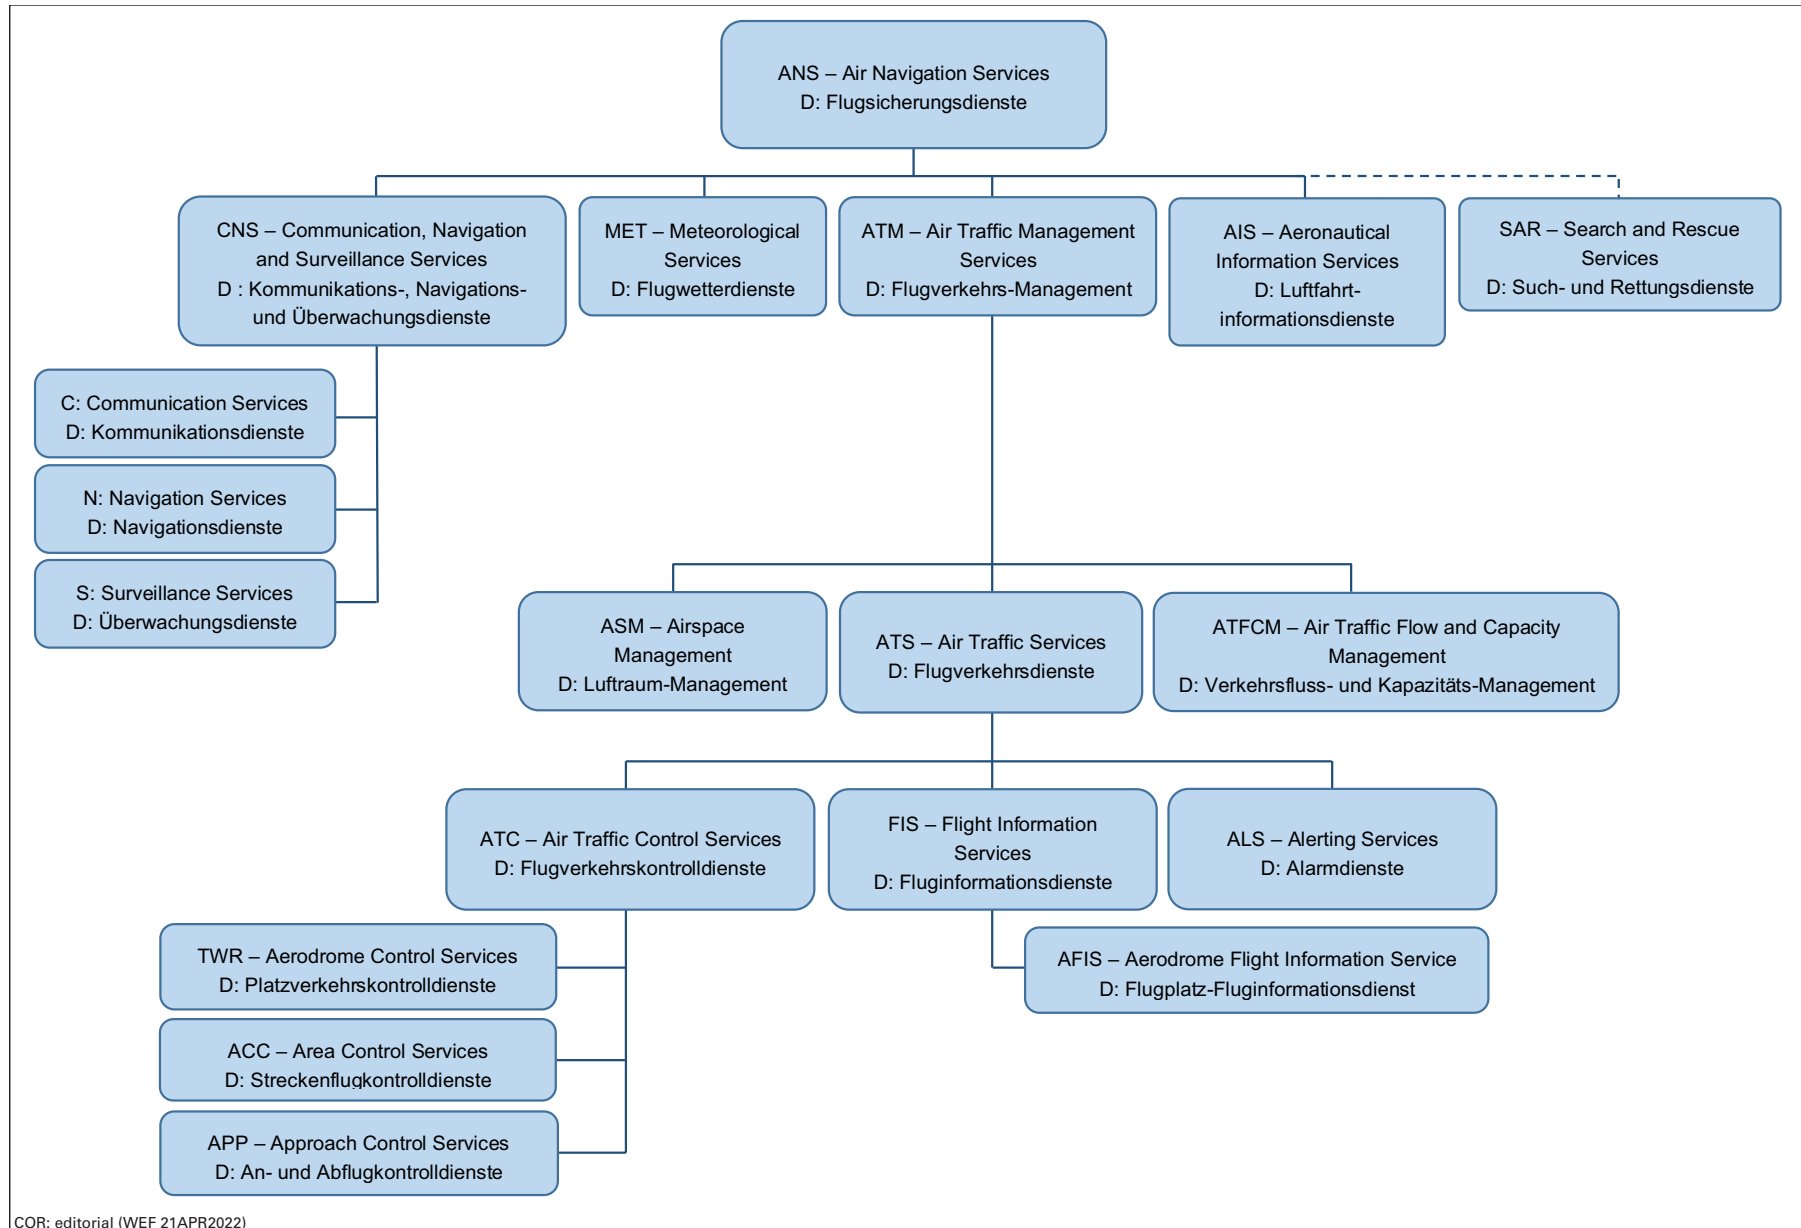 ANS – Air Navigation Services
D: Flugsicherungsdienste
CNS – Communication, Navigation
and Surveillance Services
D : Kommunikations-, Navigations-
und Überwachungsdienste
MET – Meteorological
Services
D: Flugwetterdienste
ATM – Air Traffic Management
Services
D: Flugverkehrs-Management
AIS – Aeronautical
Information Services
D: Luftfahrt-
informationsdienste
SAR – Search and Rescue
Services
D: Such- und Rettungsdienste
C: Communication Services
D: Kommunikationsdienste
N: Navigation Services
D: Navigationsdienste
S: Surveillance Services
D: Überwachungsdienste
ASM – Airspace
Management
D: Luftraum-Management
ATS – Air Traffic Services
D: Flugverkehrsdienste
ATFCM – Air Traffic Flow and Capacity
Management
D: Verkehrsfluss- und Kapazitäts-Management
ATC – Air Traffic Control Services
D: Flugverkehrskontrolldienste
FIS – Flight Information
Services
D: Fluginformationsdienste
ALS – Alerting Services
D: Alarmdienste
TWR – Aerodrome Control Services
D: Platzverkehrskontrolldienste
AFIS – Aerodrome Flight Information Service
D: Flugplatz-Fluginformationsdienst
ACC – Area Control Services
D: Streckenflugkontrolldienste
APP – Approach Control Services
D: An- und Abflugkontrolldienste
COR: editorial (WEF 21APR2022)